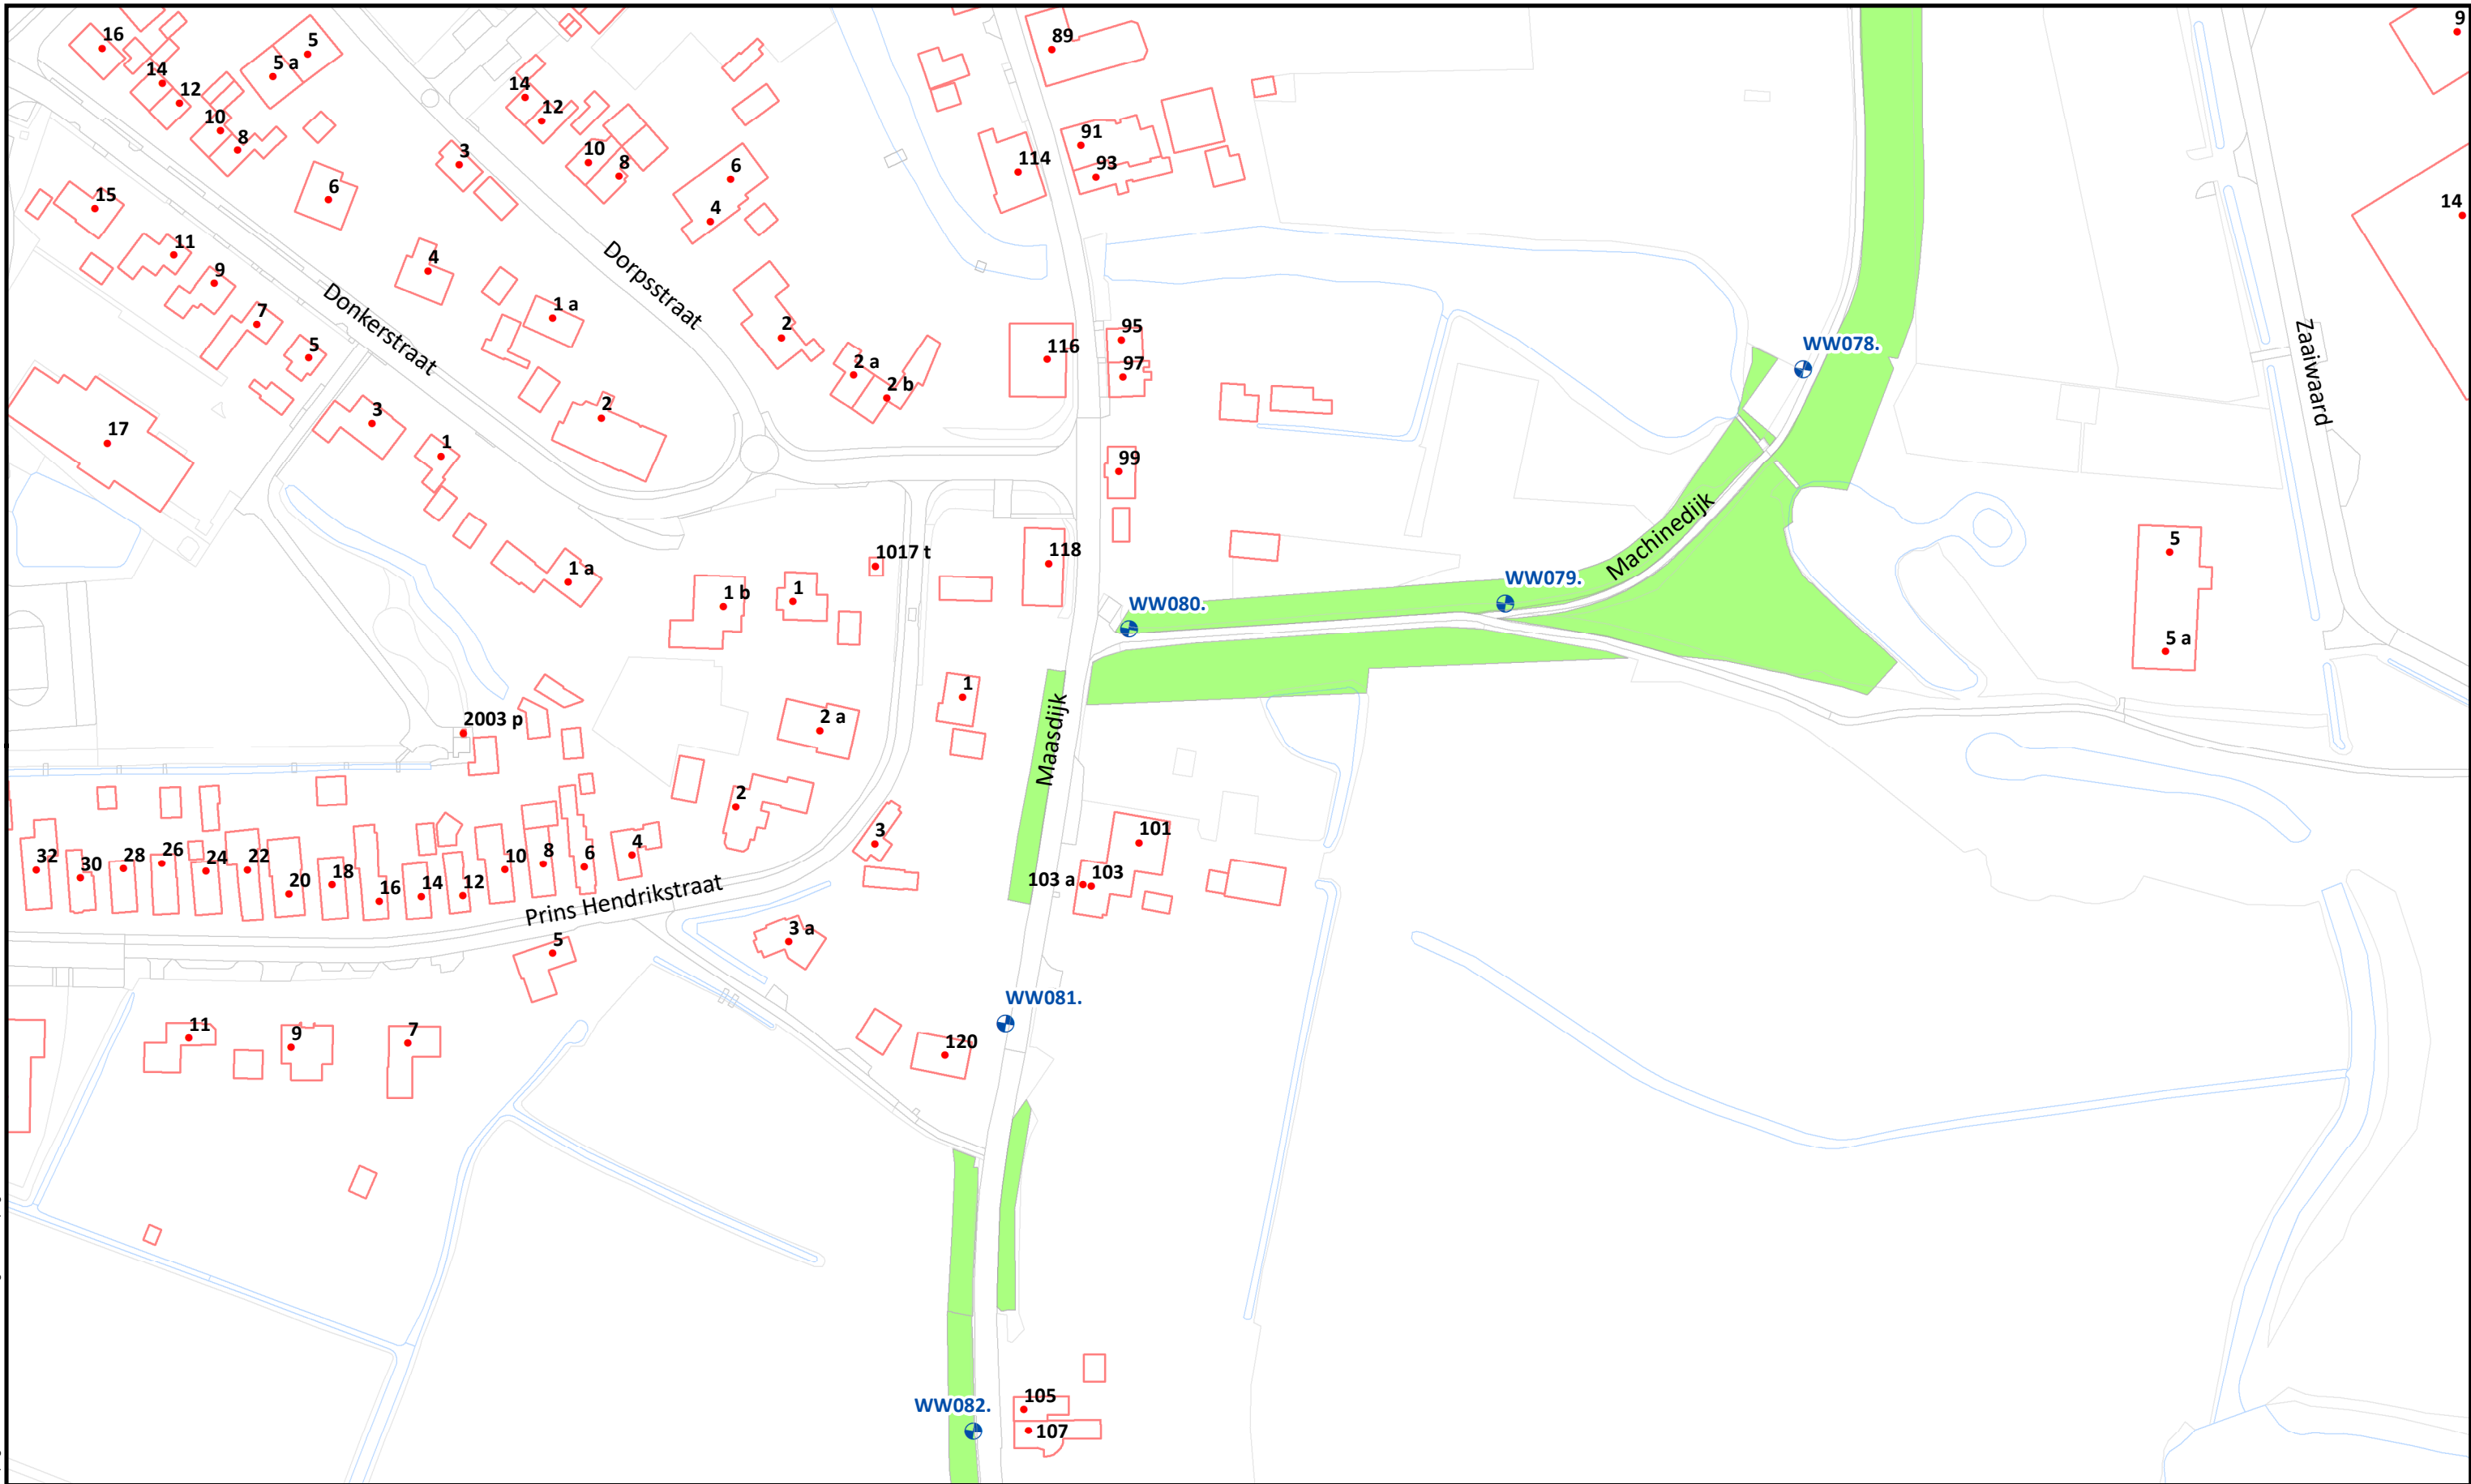 16
5
9
5 a
89
14
14
12
12
91
10
10
8
8
114
93
3
6
6
15
14
4
11
4
9
Dorpsstraat
1 a
Donkerstraat
7
2
95
WW078.
5
116
Zaaiwaard
2 a
97
2 b
3
2
17
1
99
Machinedijk
5
1017 t
118
1 a
WW079.
1 b
1
WW080.
5 a
1
2003 p
2 a
Maasdijk
2
3
101
32
30
28
26
24
22
20
18
16
14
12
10
8
6
4
103 a
103
Prins Hendrikstraat
3 a
5
WW081.
11
9
7
120
105
WW082.
107